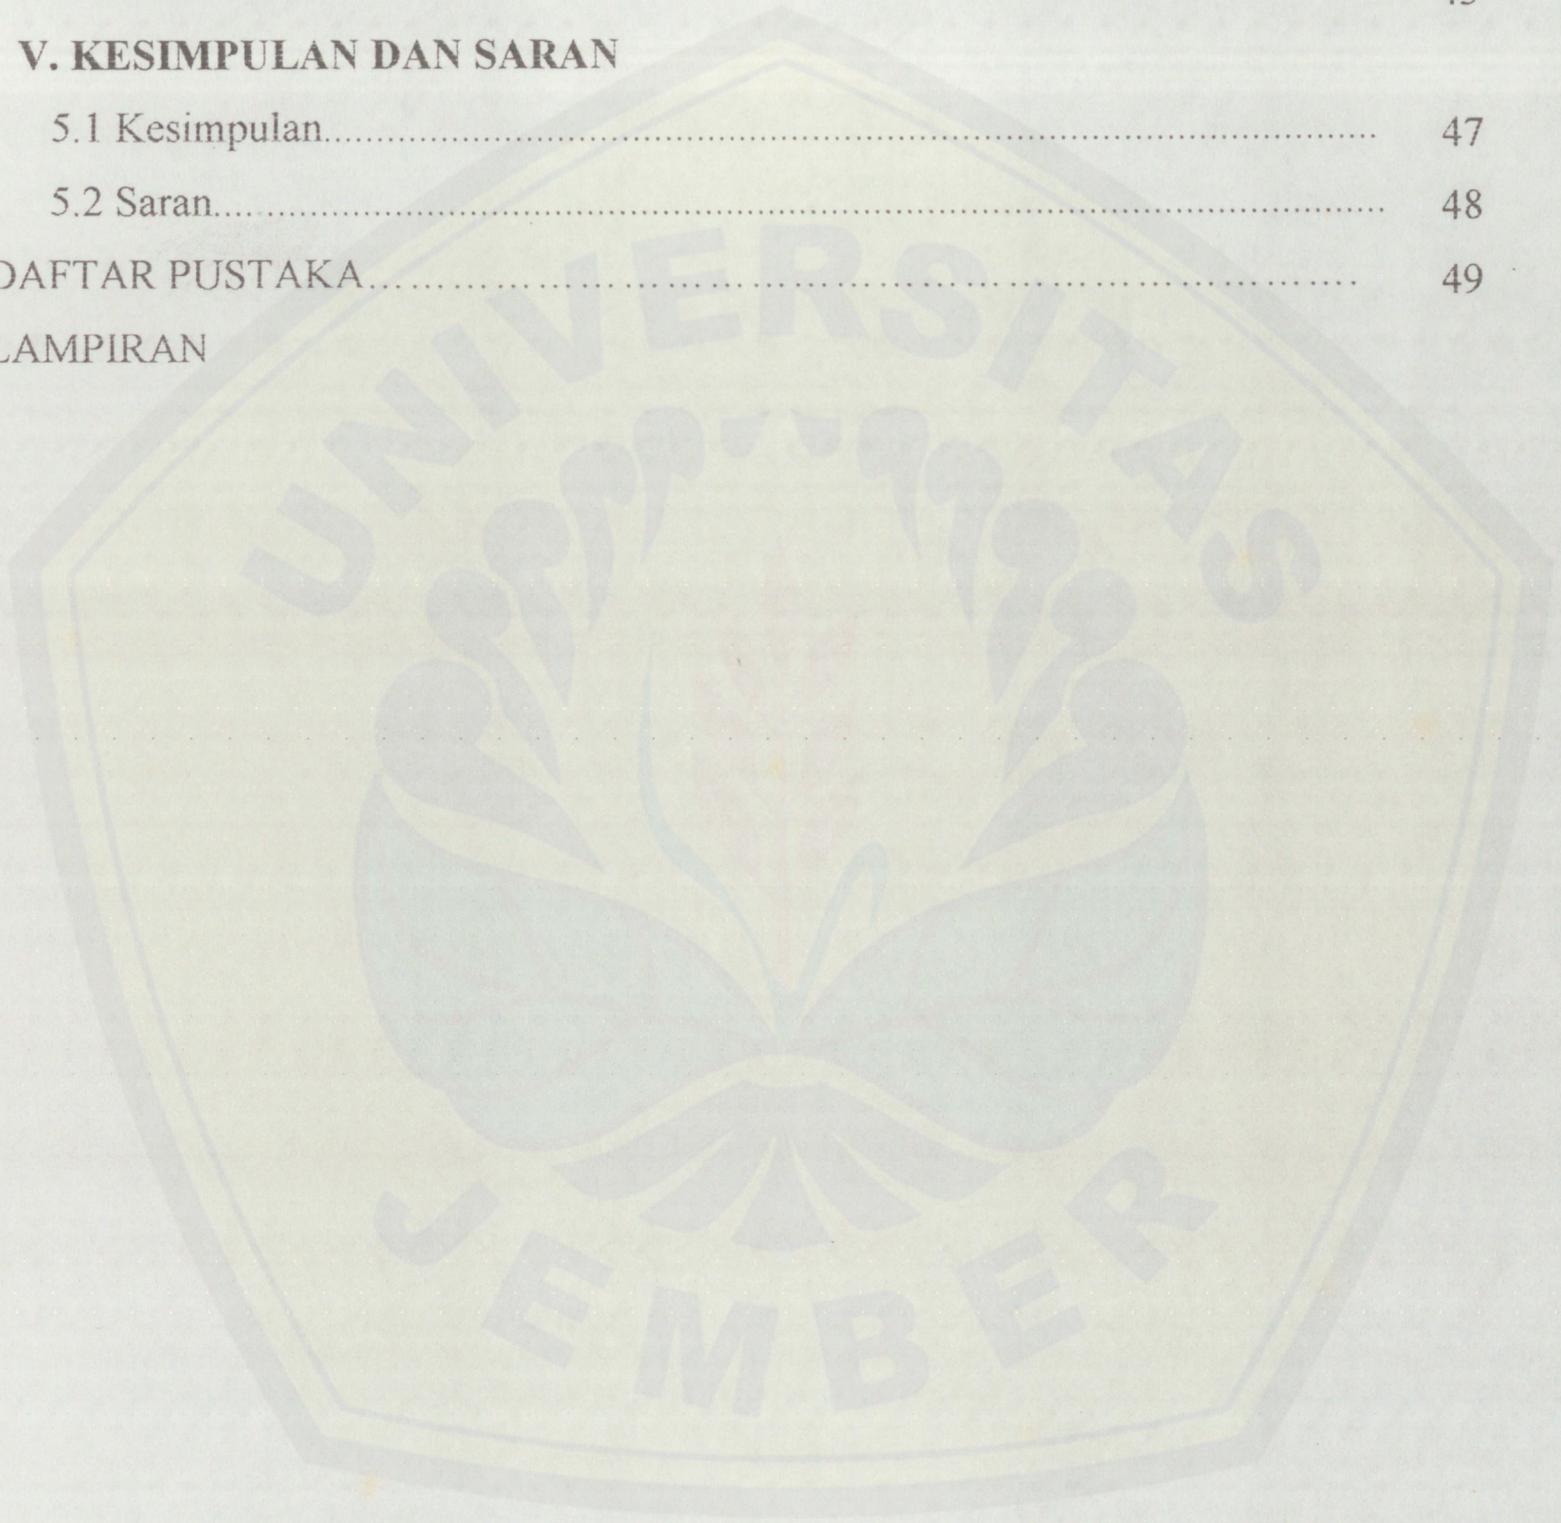 V. KESIMPULAN DAN SARAN
5.1 Kesimpulan........................................................................................................ 47
5.2 Saran................................................................................................................... 48
DAFTAR PUSTAKA........................................................................ 49
LAMPIRAN
UNIVERSITAS
JEMBER